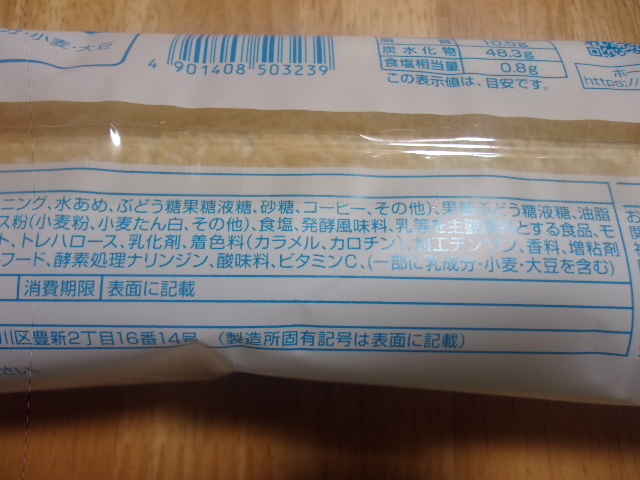 分・小麦・大豆
4 901408 503239
質 10.5g
炭水化物 48.3g
食塩相当量 0.8g
この表示値は、目安です。
ホー
https://
ニング、水あめ、ぶどう糖果糖液糖、砂糖、コーヒー、その他)、果糖ぶどう糖液糖、油脂
ス粉(小麦粉、小麦たん白、その他)、食塩、発酵風味料、乳等を主要原料とする食品、モ
ト、トレハロース、乳化剤、着色料(カラメル、カロチン)、加工デンプン、香料、増粘剤
フード、酵素処理ナリンジン、酸味料、ビタミンC、(一部に乳成分・小麦・大豆を含む)
消費期限 表面に記載
川区豊新2丁目16番14号 (製造所固有記号は表面に記載)
さい。